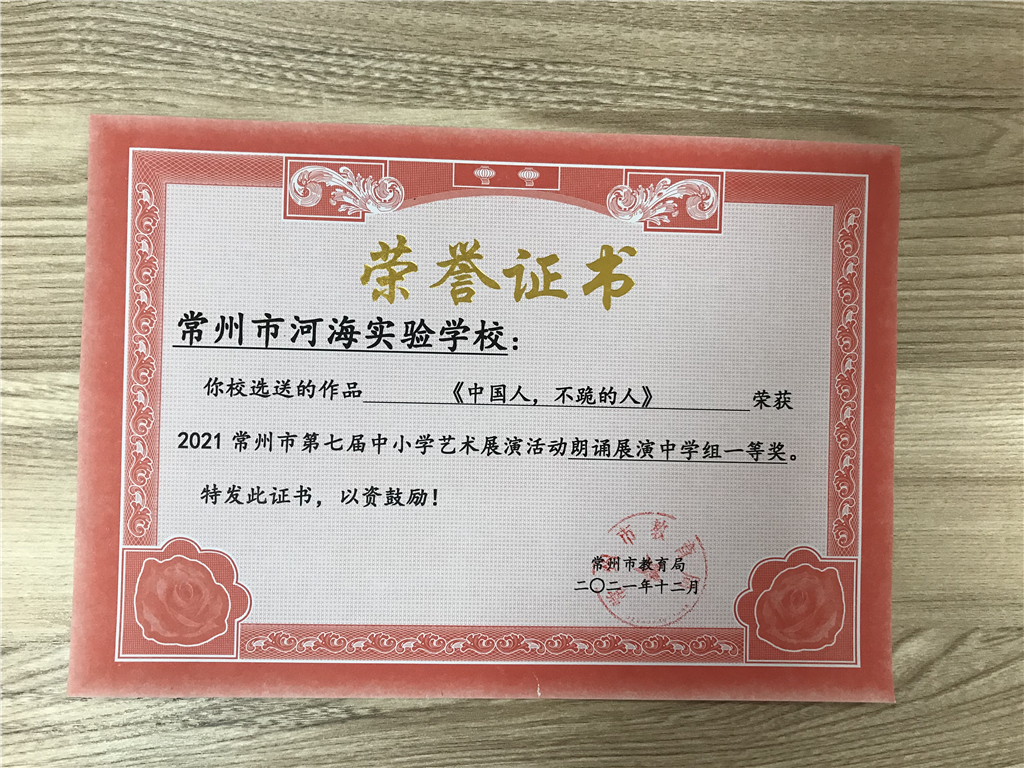 荣誉证书
常州市河海实验学校：
你校选送的作品《中国人，不跪的人》荣获
2021常州市第七届中小学艺术展演活动朗诵展演中学组一等奖。
特发此证书，以资鼓励！
常州市教育局
二〇二一年十二月